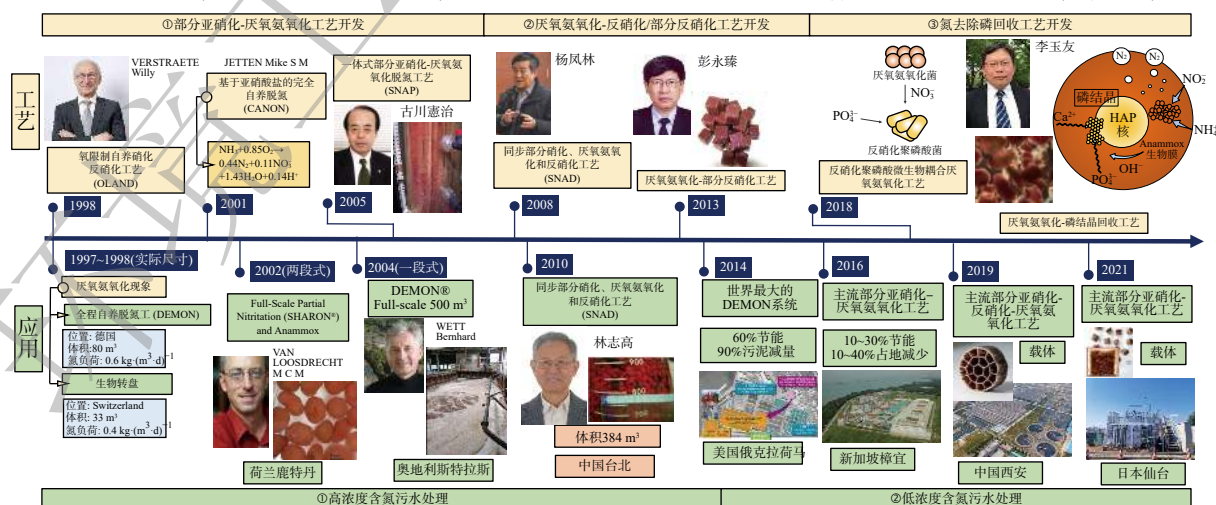 ①部分亚硝化-厌氧氨氧化工艺开发
②厌氧氨氧化-反硝化/部分反硝化工艺开发
③氮去除磷回收工艺开发
工艺
VERSTRAETE
Willy
氧限制自养硝化
反硝化工艺
(OLAND)
JETTEN Mike S M
基于亚硝酸盐的完全
自养脱氮
(CANON)
NH₃+0.85O₂→
0.44N₂+0.11NO₃⁻
+1.43H₂O+0.14H⁺
一体式部分亚硝化-厌氧氨
氧化脱氮工艺
(SNAP)
古川憲治
杨凤林
同步部分硝化、厌氧氨氧
化和反硝化工艺
(SNAD)
彭永臻
厌氧氨氧化-部分反硝化工艺
厌氧氨氧化菌
NO₃⁻
PO₄³⁻
反硝化聚磷酸菌
反硝化聚磷酸微生物耦合厌
氧氨氧化工艺
李玉友
N₂
N₂
NO₂⁻
磷结晶
Ca²⁺
HAP
核
Anammox
生物膜
OH⁻
PO₄³⁻
厌氧氨氧化-磷结晶回收工艺
1998
2001
2005
2008
2013
2018
应用
1997~1998(实际尺寸)
厌氧氨氧化现象
全程自养脱氮工 (DEMON)
位置: 德国
体积:80 m³
氮负荷: 0.6 kg·(m³·d)⁻¹
生物转盘
位置: Switzerland
体积: 33 m³
氮负荷: 0.4 kg·(m³·d)⁻¹
2002(两段式)
Full-Scale Partial
Nitritation (SHARON®)
and Anammox
VAN
LOOSDRECHT
M C M
荷兰鹿特丹
2004(一段式)
DEMON®
Full-scale 500 m³
WETT
Bernhard
奥地利斯特拉斯
2010
同步部分硝化、厌氧氨氧化
和反硝化工艺
(SNAD)
林志高
900
体积384 m³
中国台北
2014
世界最大的
DEMON系统
60%节能
90%污泥减量
美国俄克拉荷马
2016
主流部分亚硝化–
厌氧氨氧化工艺
10~30%节能
10~40%占地减少
新加坡樟宜
2019
主流部分亚硝化-
反硝化-厌氧氨
氧化工艺
载体
中国西安
2021
主流部分亚硝化-
厌氧氨氧化工艺
载体
日本仙台
①高浓度含氮污水处理
②低浓度含氮污水处理